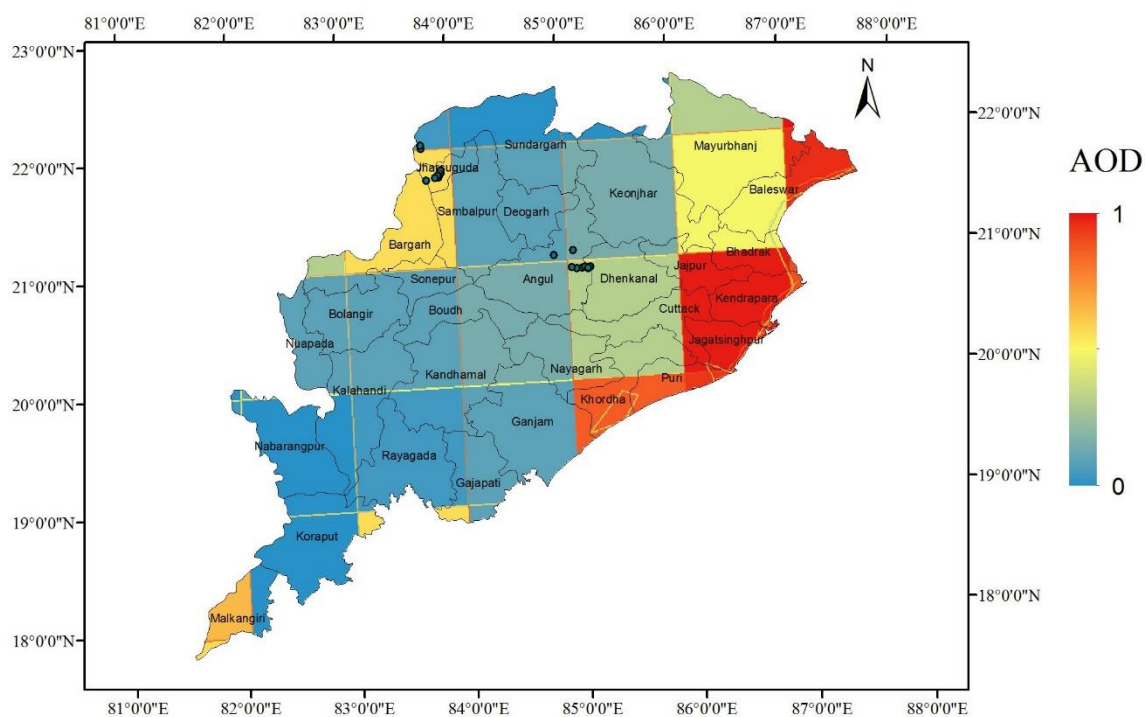 81°0'0"E 82°0'0"E 83°0'0"E 84°0'0"E 85°0'0"E 86°0'0"E 87°0'0"E 88°0'0"E
23°0'0"N
N
22°0'0"N
22°0'0"N
Sundargarh
Mayurbhanj
Jharsuguda
AOD
Keonjhar
Baleswar
Sambalpur
Deogarh
1
21°0'0"N
Bargarh
Bhadrak
Jajpur
21°0'0"N
Sonepur
Angul
Dhenkanal
Kendrapara
Bolangir
Boudh
Cuttack
Nuapada
Jagatsinghpur
20°0'0"N
Kandhamal
Nayagarh
Puri
Kalahandi
20°0'0"N
Khordha
Ganjam
Nabarangpur
Rayagada
19°0'0"N
Gajapati
0
19°0'0"N
Koraput
18°0'0"N
Malkangiri
18°0'0"N
81°0'0"E 82°0'0"E 83°0'0"E 84°0'0"E 85°0'0"E 86°0'0"E 87°0'0"E 88°0'0"E